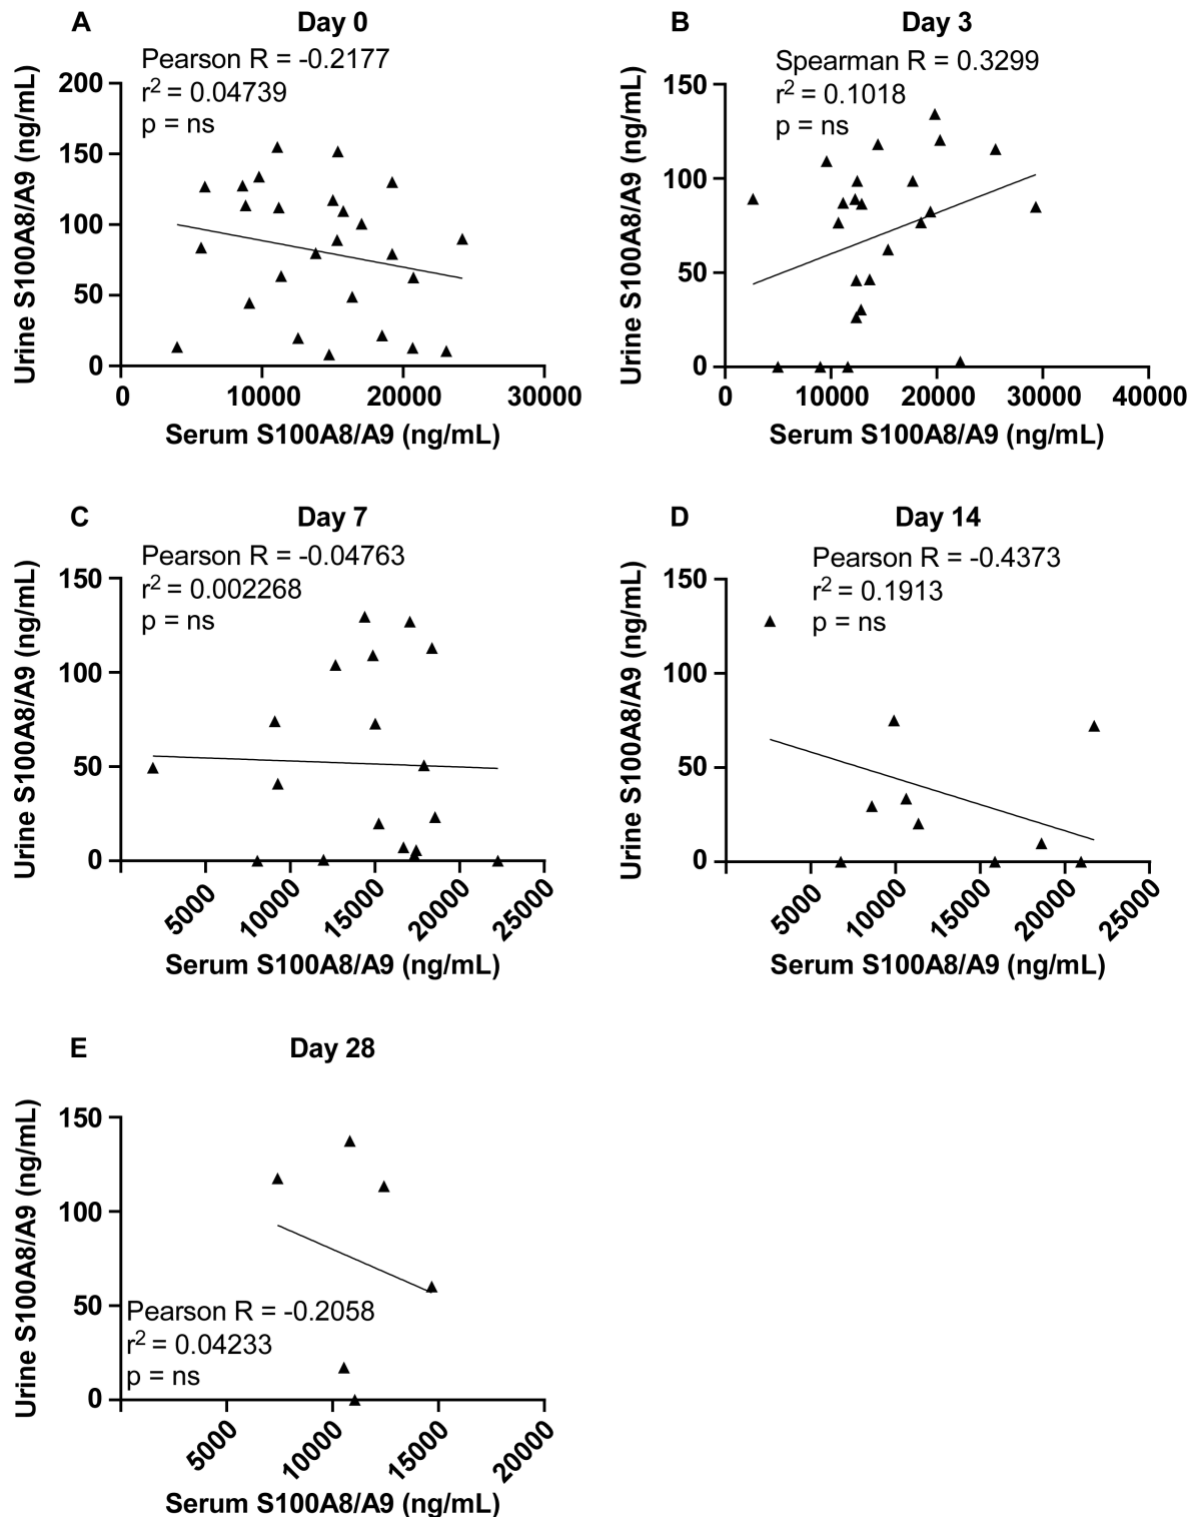 A
Day 0
Pearson R = -0.2177
r² = 0.04739
p = ns
Urine S100A8/A9 (ng/mL)
200
150
100
50
0
0 10000 20000 30000
Serum S100A8/A9 (ng/mL)
B
Day 3
Spearman R = 0.3299
r² = 0.1018
p = ns
Urine S100A8/A9 (ng/mL)
150
100
50
0
0 10000 20000 30000 40000
Serum S100A8/A9 (ng/mL)
C
Day 7
Pearson R = -0.04763
r² = 0.002268
p = ns
Urine S100A8/A9 (ng/mL)
150
100
50
0
5000 10000 15000 20000 25000
Serum S100A8/A9 (ng/mL)
D
Day 14
Pearson R = -0.4373
r² = 0.1913
p = ns
Urine S100A8/A9 (ng/mL)
150
100
50
0
5000 10000 15000 20000 25000
Serum S100A8/A9 (ng/mL)
E
Day 28
Urine S100A8/A9 (ng/mL)
150
100
50
0
Pearson R = -0.2058
r² = 0.04233
p = ns
5000 10000 15000 20000
Serum S100A8/A9 (ng/mL)